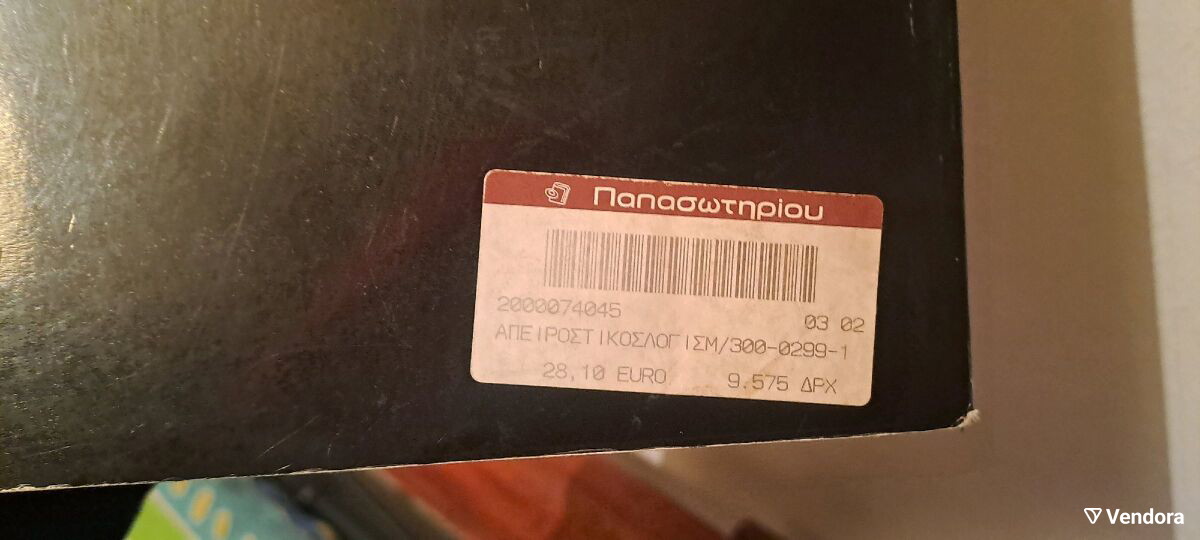 Παπασωτηρίου
2000074045
03 02
ΑΠΕΙΡΟΣΤΙΚΟΣΛΟΓΙΣΜ/300-0299-1
28,10 EURO 9.575 ΔΡΧ
Vendora